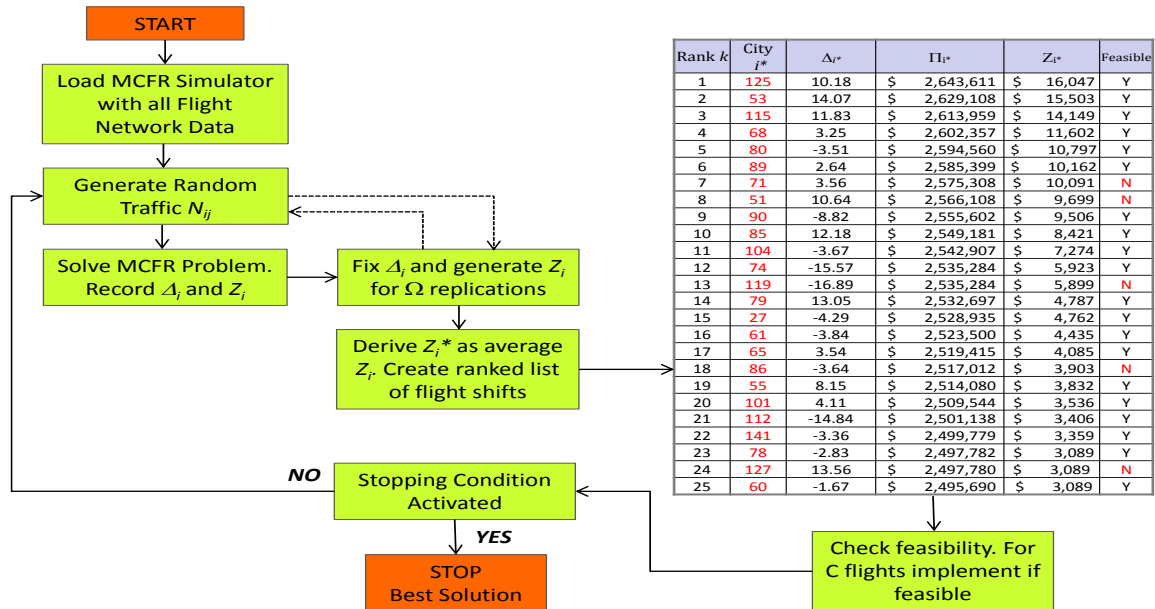 START
Load MCFR Simulator
with all Flight
Network Data
Generate Random
Traffic Nij
Solve MCFR Problem.
Record Δi and Zi
Fix Δi and generate Zi
for Ω replications
Derive Zi* as average
Zi. Create ranked list
of flight shifts
Rank k City i* Δi* Πi* Zi* Feasible
1 125 10.18 $ 2,643,611 $ 16,047 Y
2 53 14.07 $ 2,629,108 $ 15,503 Y
3 115 11.83 $ 2,613,959 $ 14,149 Y
4 68 3.25 $ 2,602,357 $ 11,602 Y
5 80 -3.51 $ 2,594,560 $ 10,797 Y
6 89 2.64 $ 2,585,399 $ 10,162 Y
7 71 3.56 $ 2,575,308 $ 10,091 N
8 51 10.64 $ 2,566,108 $ 9,699 N
9 90 -8.82 $ 2,555,602 $ 9,506 Y
10 85 12.18 $ 2,549,181 $ 8,421 Y
11 104 -3.67 $ 2,542,907 $ 7,274 Y
12 74 -15.57 $ 2,535,284 $ 5,923 Y
13 119 -16.89 $ 2,535,284 $ 5,899 N
14 79 13.05 $ 2,532,697 $ 4,787 Y
15 27 -4.29 $ 2,528,935 $ 4,762 Y
16 61 -3.84 $ 2,523,500 $ 4,435 Y
17 65 3.54 $ 2,519,415 $ 4,085 Y
18 86 -3.64 $ 2,517,012 $ 3,903 N
19 55 8.15 $ 2,514,080 $ 3,832 Y
20 101 4.11 $ 2,509,544 $ 3,536 Y
21 112 -14.84 $ 2,501,138 $ 3,406 Y
22 141 -3.36 $ 2,499,779 $ 3,359 Y
23 78 -2.83 $ 2,497,782 $ 3,089 Y
24 127 13.56 $ 2,497,780 $ 3,089 N
25 60 -1.67 $ 2,495,690 $ 3,089 Y
NO
Stopping Condition
Activated
YES
STOP
Best Solution
Check feasibility. For
C flights implement if
feasible